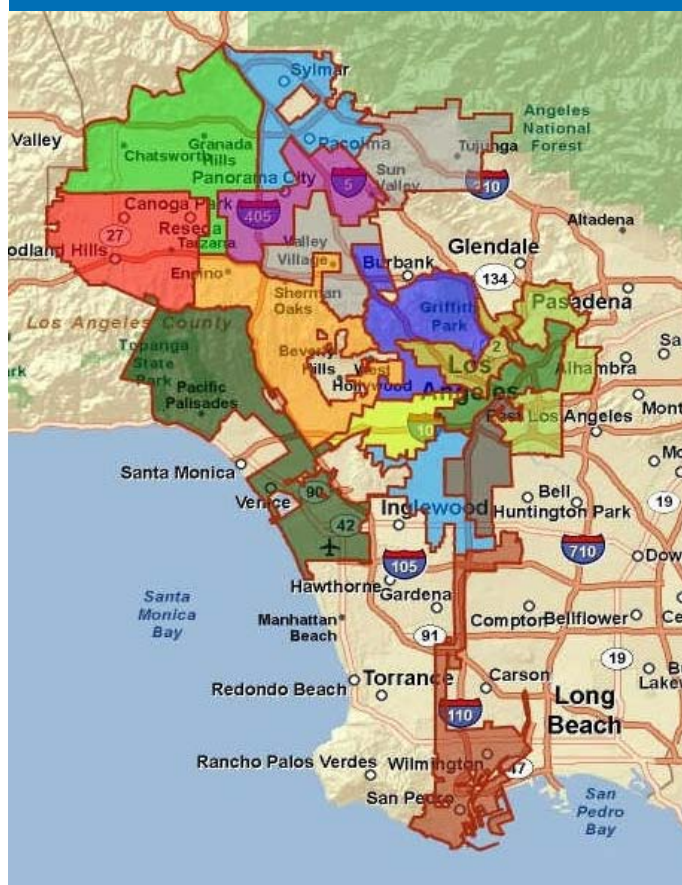 Sylmar
Valley
Angeles
National
Forest
Granada
Hills
Pacoima
Chatsworth
Tujunga
Panorama City
Sun
Valley
5
210
Canoga Park
405
Altadena
27
Reseda
Valley
Village
Glendale
Tarzana
Burbank
134
Encino
Sherman
Oaks
Griffith
Park
Pasadena
Los Angeles County
2
Topanga
State
Park
Beverly
Hills
West
Hollywood
Los
Angeles
Alhambra
Pacific
Palisades
10
East Los Angeles
Santa Monica
90
Venice
42
Inglewood
Bell
Huntington Park
19
105
710
Hawthorne
Gardena
Santa
Monica
Bay
Manhattan
Beach
Compton
Bellflower
91
19
Torrance
Carson
Redondo Beach
110
Long
Beach
Rancho Palos Verdes
Wilmington
47
San Pedro
San
Pedro
Bay